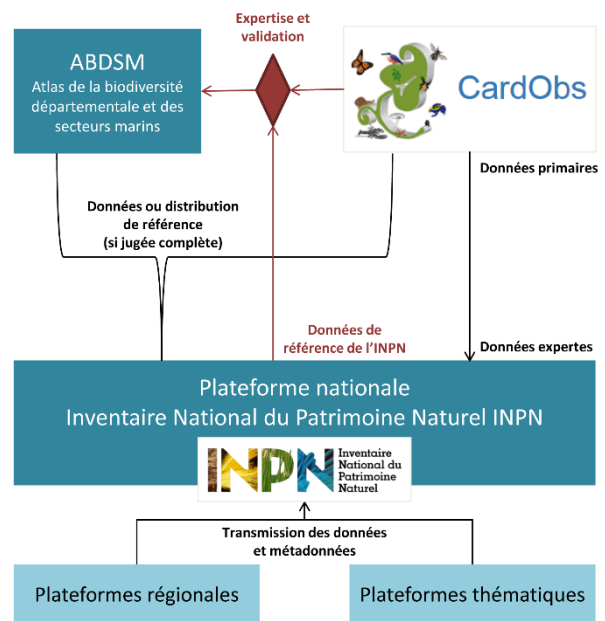 Expertise et
validation
ABDSM
Atlas de la biodiversité
départementale et des
secteurs marins
CardObs
Données primaires
Données ou distribution
de référence
(si jugée complète)
Données de
référence de l'INPN
Données expertes
Plateforme nationale
Inventaire National du Patrimoine Naturel INPN
INPN
Inventaire
National du
Patrimoine
Naturel
Transmission des données
et métadonnées
Plateformes régionales
Plateformes thématiques